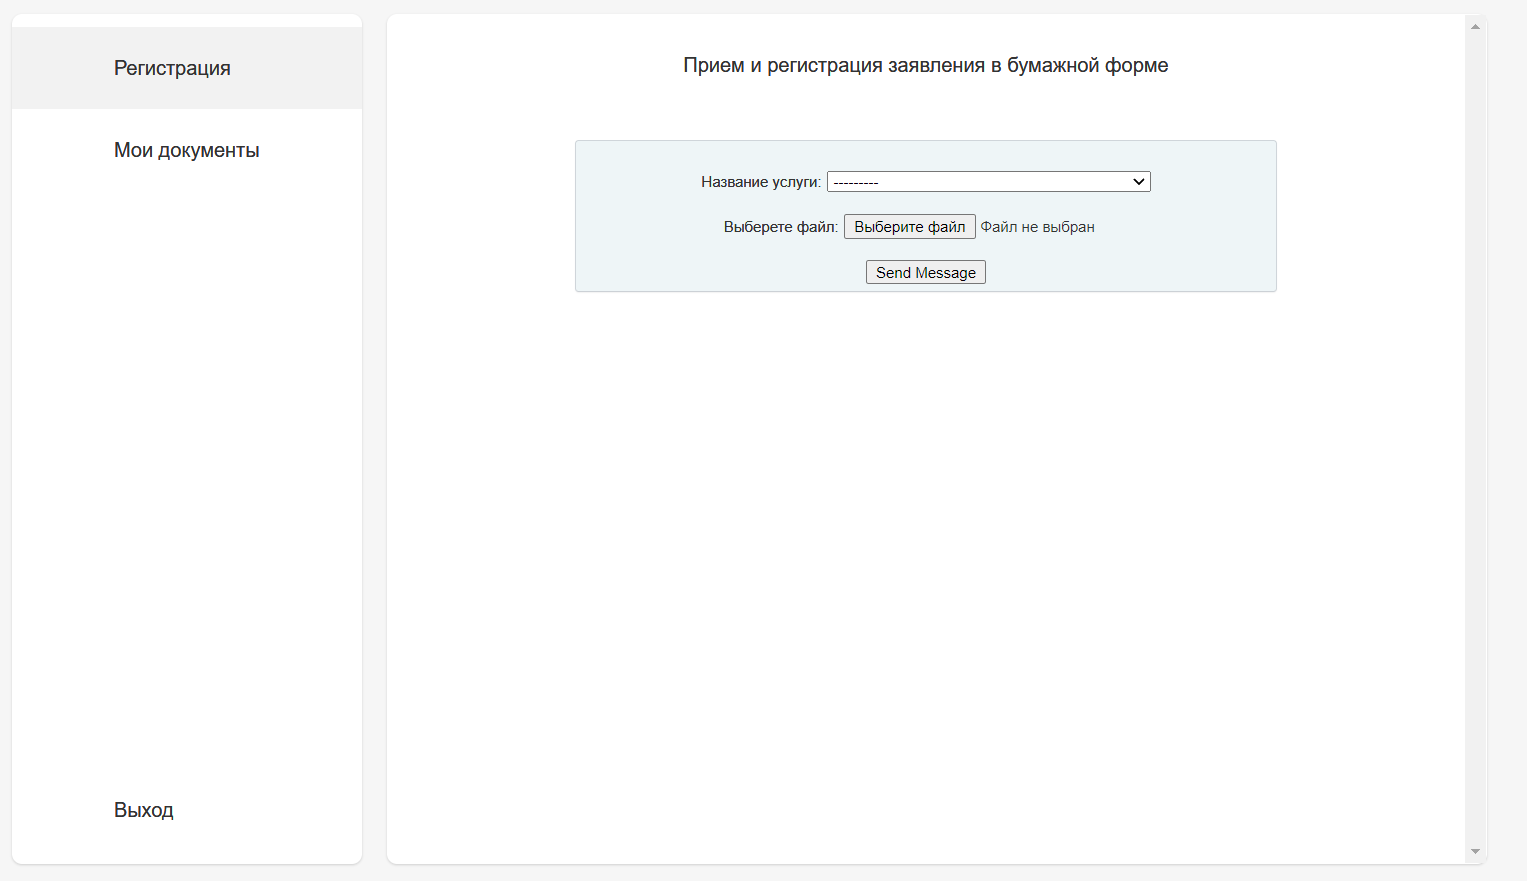 Регистрация
Мои документы
Выход
Прием и регистрация заявления в бумажной форме
Название услуги: ---------
Выберете файл: Выберите файл Файл не выбран
Send Message